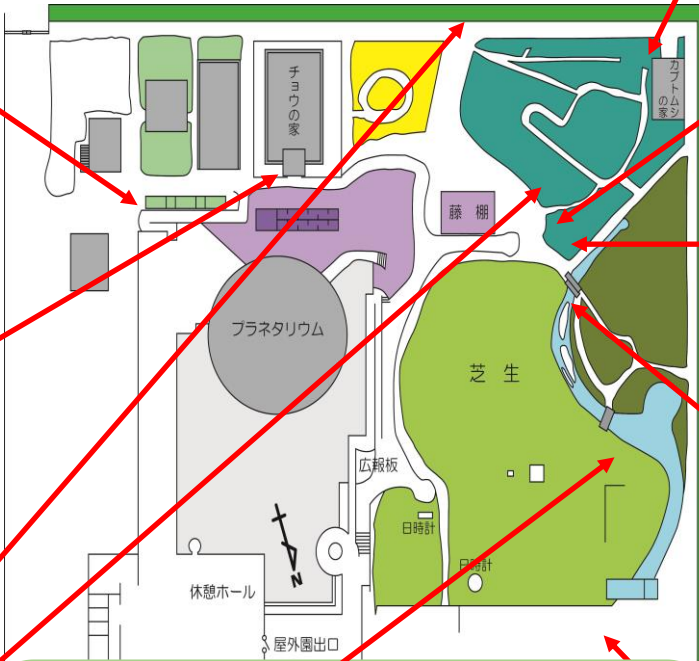 チョウの家
カブトムシ
の家
藤棚
プラネタリウム
芝生
広報板
日時計
日時計
N
休憩ホール
屋外園出口